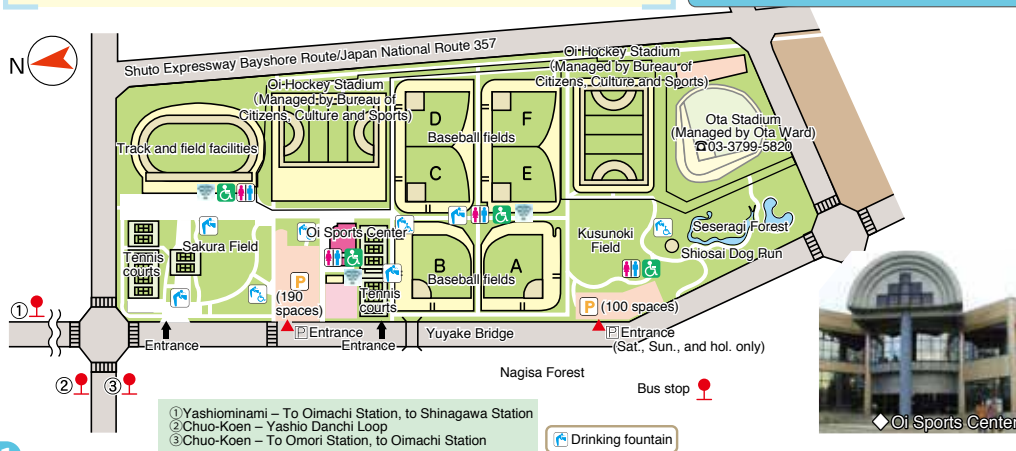 N
Shuto Expressway Bayshore Route/Japan National Route 357
Oi Hockey Stadium
(Managed by Bureau of
Citizens, Culture and Sports)
Oi Hockey Stadium
(Managed by Bureau of
Citizens, Culture and Sports)
D
F
Baseball fields
C
E
Ota Stadium
(Managed by Ota Ward)
☎03-3799-5820
Track and field facilities
Tennis
courts
Sakura Field
Oi Sports Center
P
(190
spaces)
Tennis
courts
B
A
Baseball fields
Kusunoki
Field
Seseragi Forest
Shiosai Dog Run
P
(100 spaces)
①
Entrance
P Entrance
Entrance
Yuyake Bridge
P Entrance
(Sat., Sun., and hol. only)
Nagisa Forest
②
③
Bus stop
①Yashiominami – To Oimachi Station, to Shinagawa Station
②Chuo-Koen – Yashio Danchi Loop
③Chuo-Koen – To Omori Station, to Oimachi Station
Drinking fountain
◆ Oi Sports Center